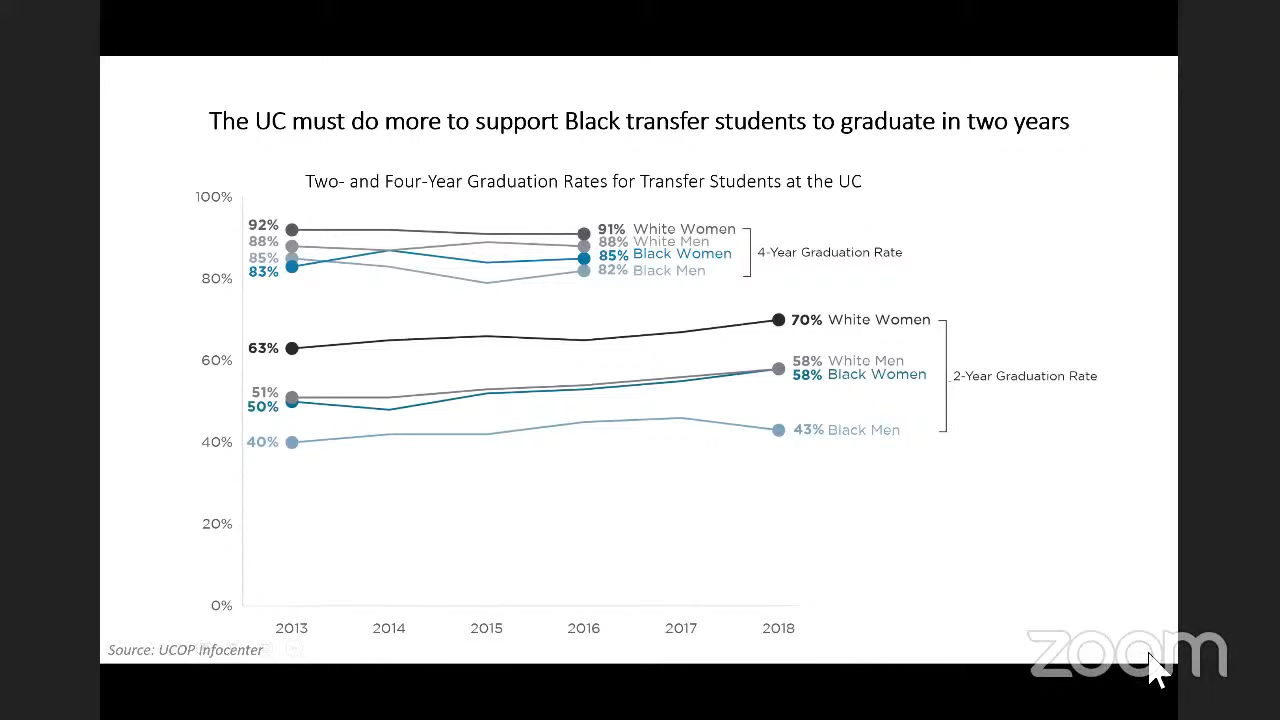 The UC must do more to support Black transfer students to graduate in two years
Two- and Four-Year Graduation Rates for Transfer Students at the UC
100%
80%
60%
40%
20%
0%
92%
88%
85%
83%
91% White Women
88% White Men
85% Black Women
82% Black Men
4-Year Graduation Rate
63%
51%
50%
40%
70% White Women
58% White Men
58% Black Women
43% Black Men
2-Year Graduation Rate
2013 2014 2015 2016 2017 2018
Source: UCOP Infocenter
zoom